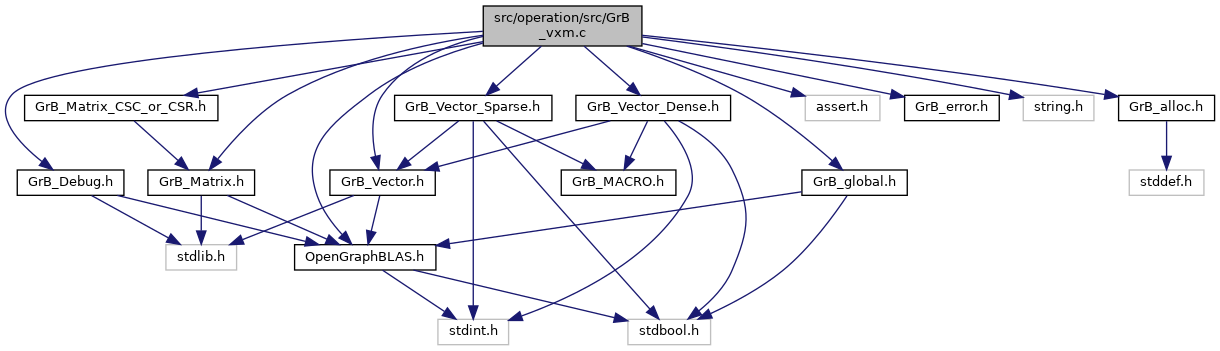 src/operation/src/GrB
_vxm.c
GrB_Matrix_CSC_or_CSR.h
GrB_Vector_Sparse.h
GrB_Vector_Dense.h
assert.h
GrB_error.h
string.h
GrB_alloc.h
GrB_Debug.h
GrB_Matrix.h
GrB_Vector.h
GrB_MACRO.h
GrB_global.h
stddef.h
stdlib.h
OpenGraphBLAS.h
stdint.h
stdbool.h